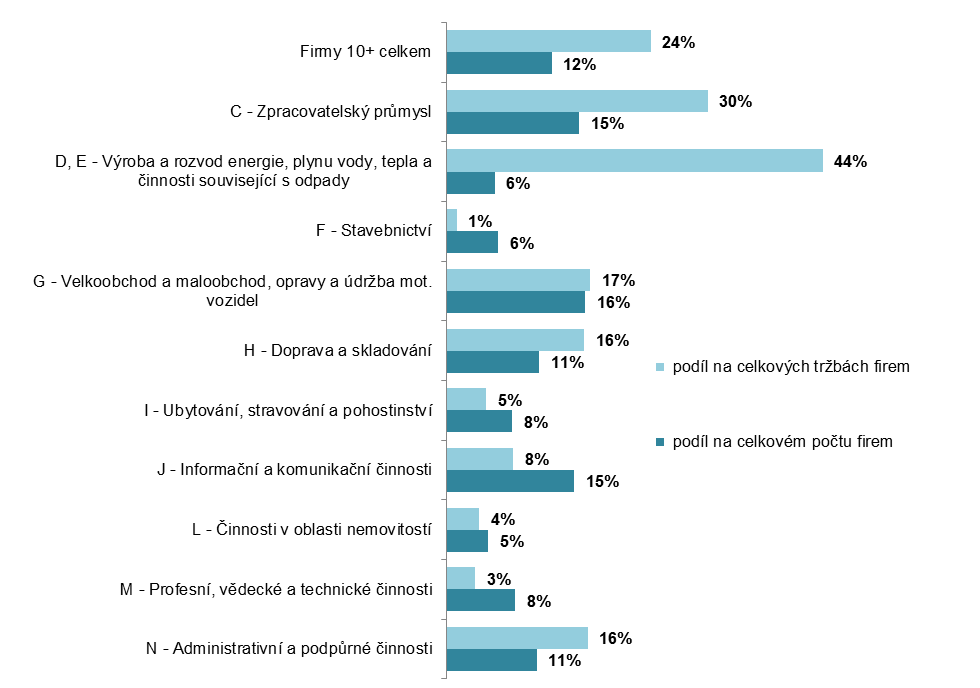 Firmy 10+ celkem
24%
12%
C - Zpracovatelský průmysl
30%
15%
D, E - Výroba a rozvod energie, plynu vody, tepla a
činnosti související s odpady
44%
6%
F - Stavebnictví
1%
6%
G - Velkoobchod a maloobchod, opravy a údržba mot.
vozidel
17%
16%
H - Doprava a skladování
16%
11%
podíl na celkových tržbách firem
I - Ubytování, stravování a pohostinství
5%
8%
podíl na celkovém počtu firem
J - Informační a komunikační činnosti
8%
15%
L - Činnosti v oblasti nemovitostí
4%
5%
M - Profesní, vědecké a technické činnosti
3%
8%
N - Administrativní a podpůrné činnosti
16%
11%